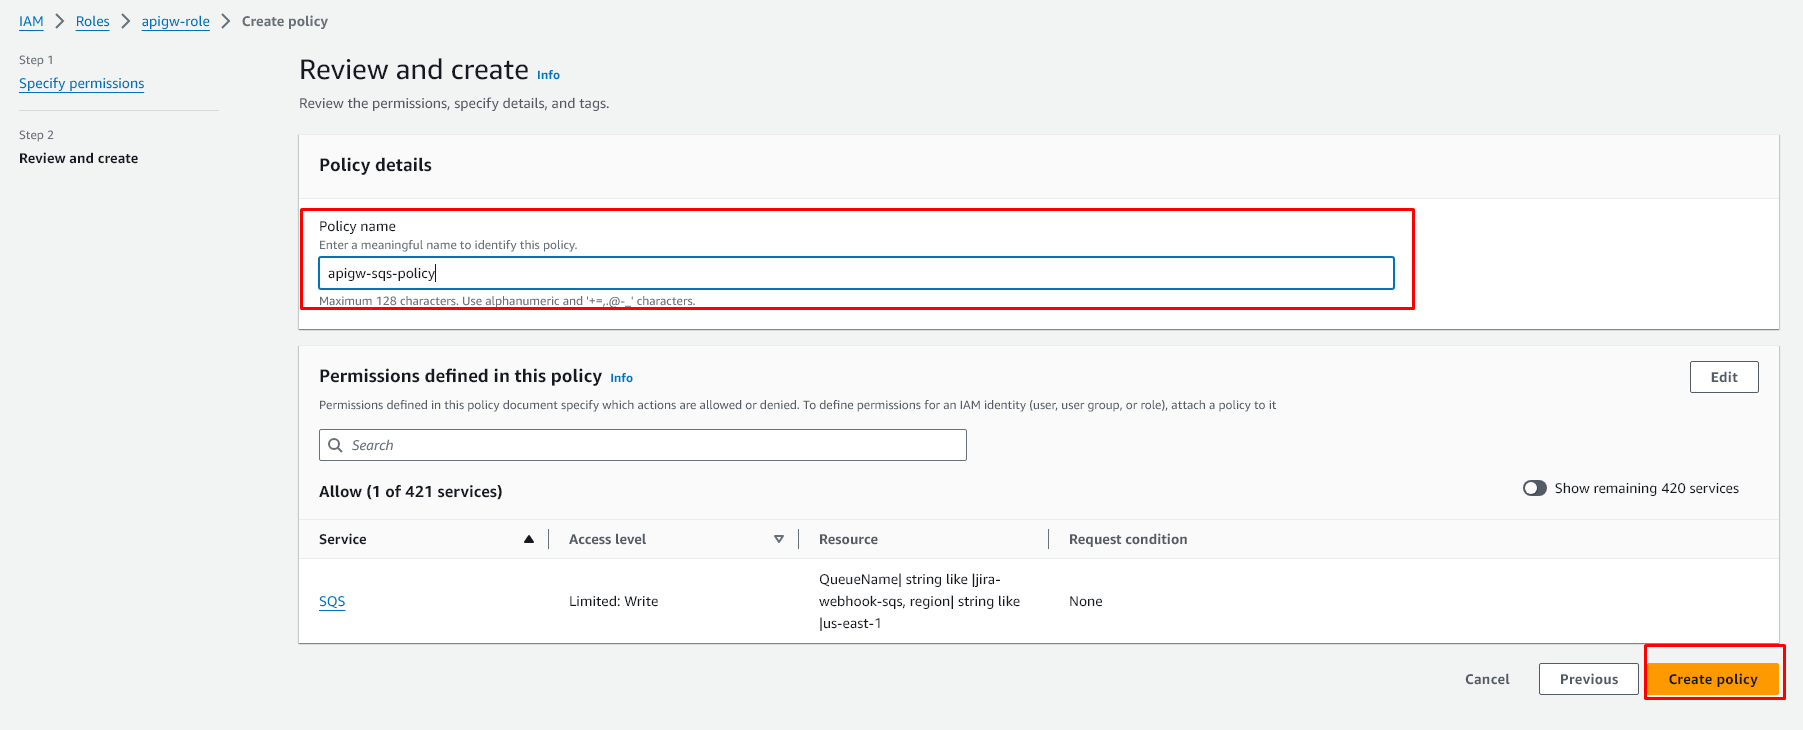 IAM > Roles > apigw-role > Create policy
Step 1
Specify permissions
Step 2
Review and create
Review and create Info
Review the permissions, specify details, and tags.
Policy details
Policy name
Enter a meaningful name to identify this policy.
apigw-sqs-policy
Maximum 128 characters. Use alphanumeric and '+=,.@-_' characters.
Permissions defined in this policy Info
Edit
Permissions defined in this policy document specify which actions are allowed or denied. To define permissions for an IAM identity (user, user group, or role), attach a policy to it
Search
Allow (1 of 421 services)
Show remaining 420 services
Service Access level Resource Request condition
SQS Limited: Write QueueName| string like |jira-
webhook-sqs, region| string like
|us-east-1
None
Cancel Previous Create policy